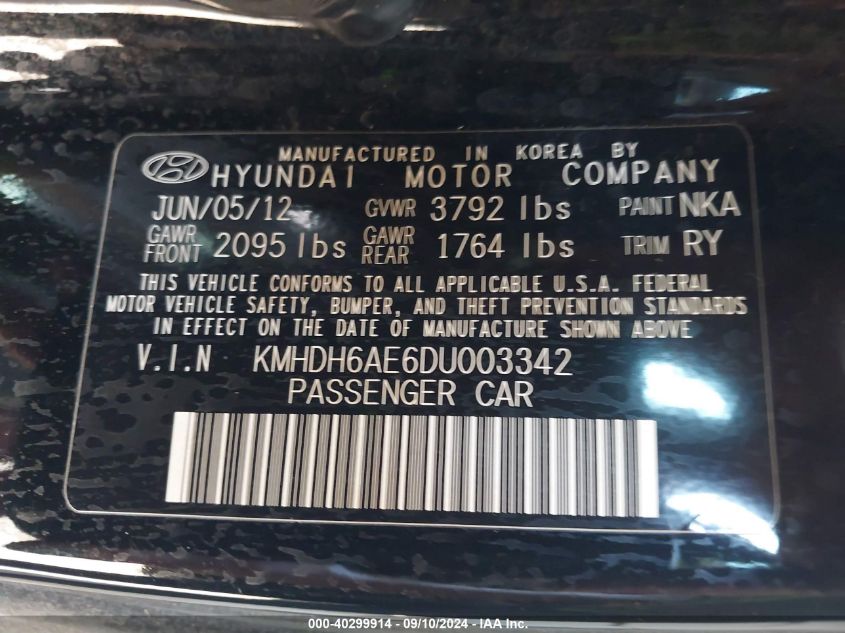 MANUFACTURED IN KOREA BY
HYUNDAI MOTOR COMPANY
JUN/05/12 GVWR 3792 lbs PAINT NKA
GAWR FRONT 2095 lbs GAWR REAR 1764 lbs TRIM RY
THIS VEHICLE CONFORMS TO ALL APPLICABLE U.S.A. FEDERAL
MOTOR VEHICLE SAFETY, BUMPER, AND THEFT PREVENTION STANDARDS
IN EFFECT ON THE DATE OF MANUFACTURE SHOWN ABOVE
V.I.N KMHDH6AE6DU003342
PASSENGER CAR
000-40299914 - 09/10/2024 - IAA Inc.